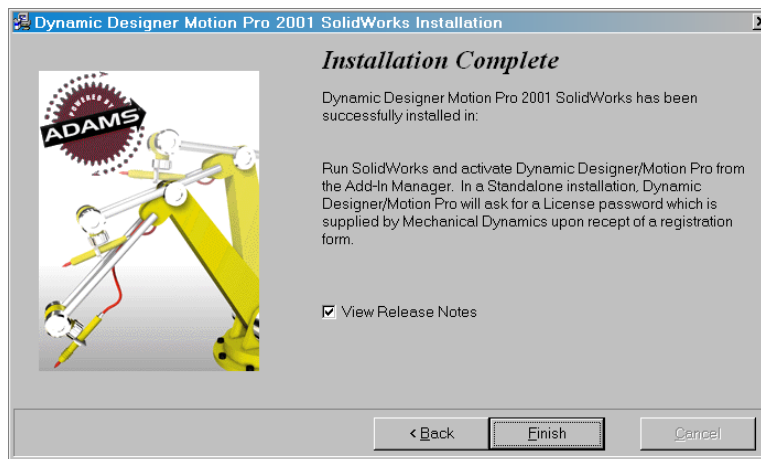 Dynamic Designer Motion Pro 2001 SolidWorks Installation
Installation Complete
POWERED BY
ADAMS
Dynamic Designer Motion Pro 2001 SolidWorks has been
successfully installed in:
Run SolidWorks and activate Dynamic Designer/Motion Pro from
the Add-In Manager. In a Standalone installation, Dynamic
Designer/Motion Pro will ask for a License password which is
supplied by Mechanical Dynamics upon receipt of a registration
form.
View Release Notes
< Back
Finish
Cancel